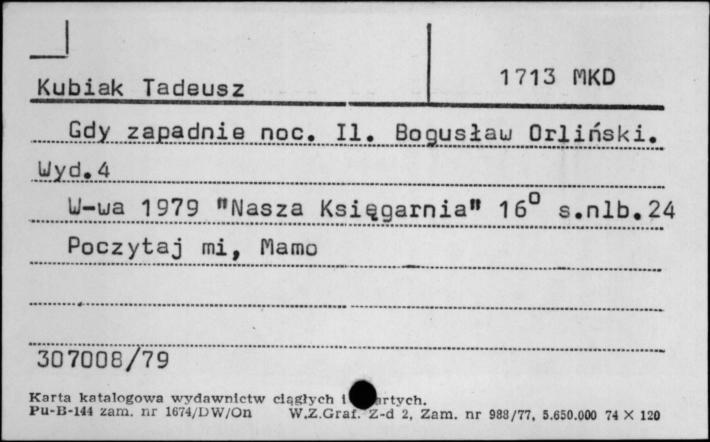 Kubiak Tadeusz 1713 MKD
Gdy zapadnie noc. Il. Bogusław Orliński.
Wyd.4
W-wa 1979 "Nasza Księgarnia" 16° s.nlb.24
Poczytaj mi, Mamo
307008/79
Karta katalogowa wydawnictw ciągłych i
Pu-B-144 zam. nr 1674/DW/On W.Z.Graf. Z-d 2, Zam. nr 988/77, 5.650.000 74 X 120